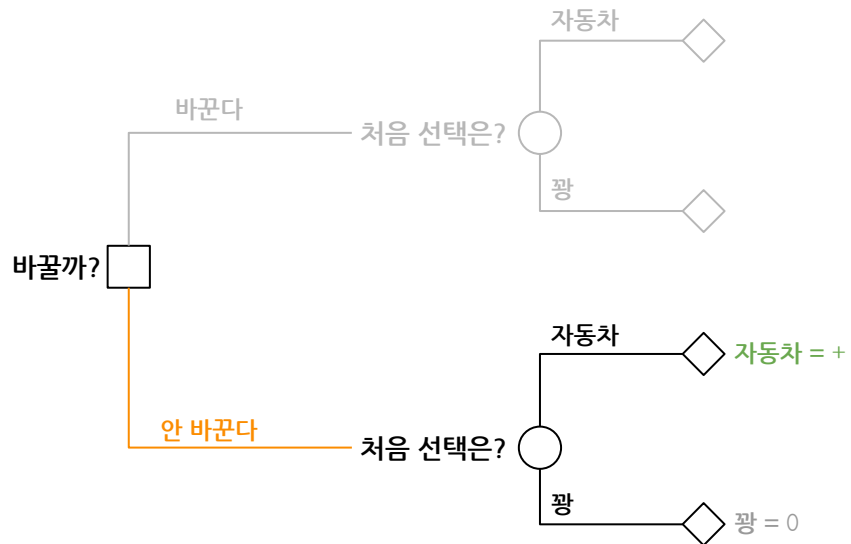 자동차
바꾼다
처음 선택은?
꽝
바꿀까?
자동차
자동차 = +
안 바꾼다
처음 선택은?
꽝
꽝 = 0